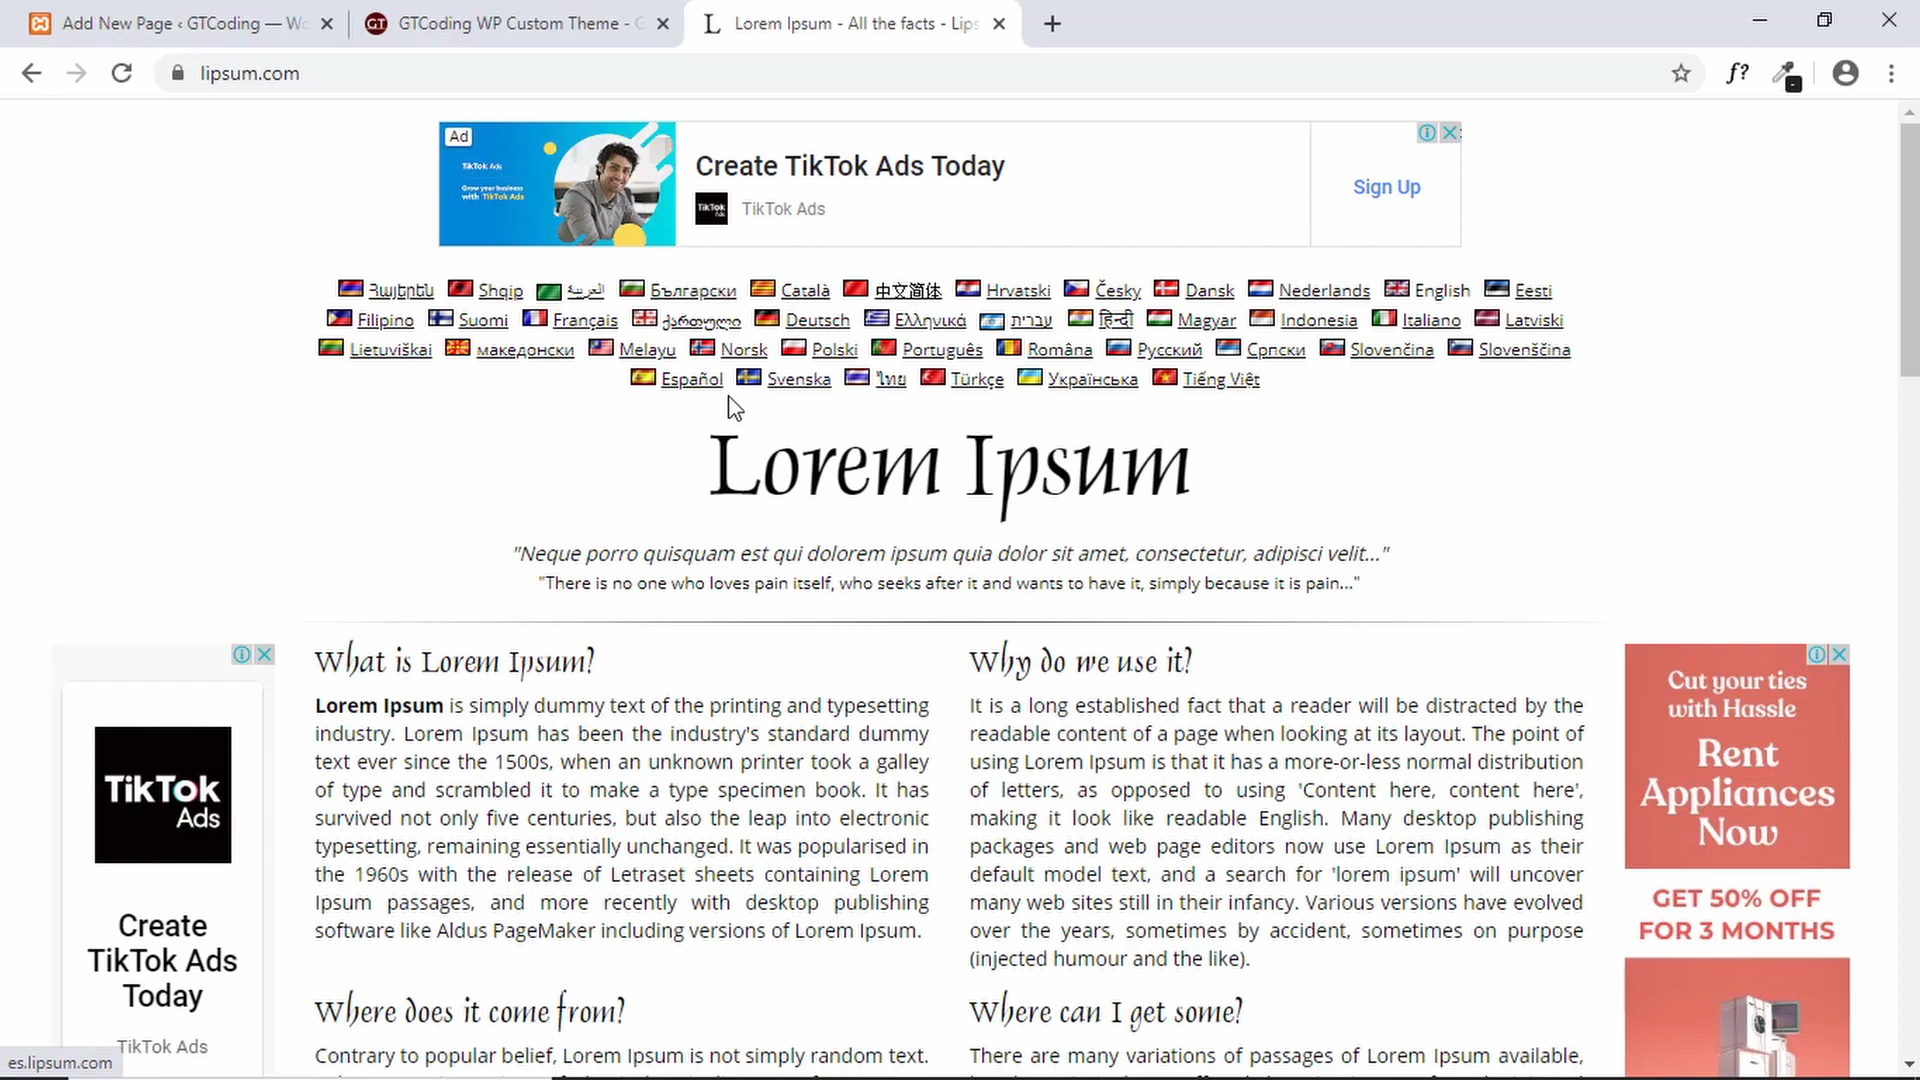 Add New Page ‹ GTCoding — Wo
GTCoding WP Custom Theme - G
Lorem Ipsum - All the facts - Lips
lipsum.com
f?
Ad
TikTok Ads
Grow your business
with TikTok Ads
Create TikTok Ads Today
TikTok Ads
TikTok Ads
Sign Up
Հայերեն Shqip العربية Български Català 中文简体 Hrvatski Česky Dansk Nederlands English Eesti
Filipino Suomi Français ქართული Deutsch Ελληνικά עברית हिन्दी Magyar Indonesia Italiano Latviski
Lietuviškai македонски Melayu Norsk Polski Português Româna Русский Српски Slovenčina Slovenščina
Español Svenska ไทย Türkçe Українська Tiếng Việt
Lorem Ipsum
"Neque porro quisquam est qui dolorem ipsum quia dolor sit amet, consectetur, adipisci velit..."
"There is no one who loves pain itself, who seeks after it and wants to have it, simply because it is pain..."
What is Lorem Ipsum?
Lorem Ipsum is simply dummy text of the printing and typesetting
industry. Lorem Ipsum has been the industry's standard dummy
text ever since the 1500s, when an unknown printer took a galley
of type and scrambled it to make a type specimen book. It has
survived not only five centuries, but also the leap into electronic
typesetting, remaining essentially unchanged. It was popularised in
the 1960s with the release of Letraset sheets containing Lorem
Ipsum passages, and more recently with desktop publishing
software like Aldus PageMaker including versions of Lorem Ipsum.
Why do we use it?
It is a long established fact that a reader will be distracted by the
readable content of a page when looking at its layout. The point of
using Lorem Ipsum is that it has a more-or-less normal distribution
of letters, as opposed to using 'Content here, content here',
making it look like readable English. Many desktop publishing
packages and web page editors now use Lorem Ipsum as their
default model text, and a search for 'lorem ipsum' will uncover
many web sites still in their infancy. Various versions have evolved
over the years, sometimes by accident, sometimes on purpose
(injected humour and the like).
Where does it come from?
Contrary to popular belief, Lorem Ipsum is not simply random text.
Where can I get some?
There are many variations of passages of Lorem Ipsum available,
TikTok
Ads
Create
TikTok Ads
Today
TikTok Ads
Cut your ties
with Hassle
Rent
Appliances
Now
GET 50% OFF
FOR 3 MONTHS
es.lipsum.com